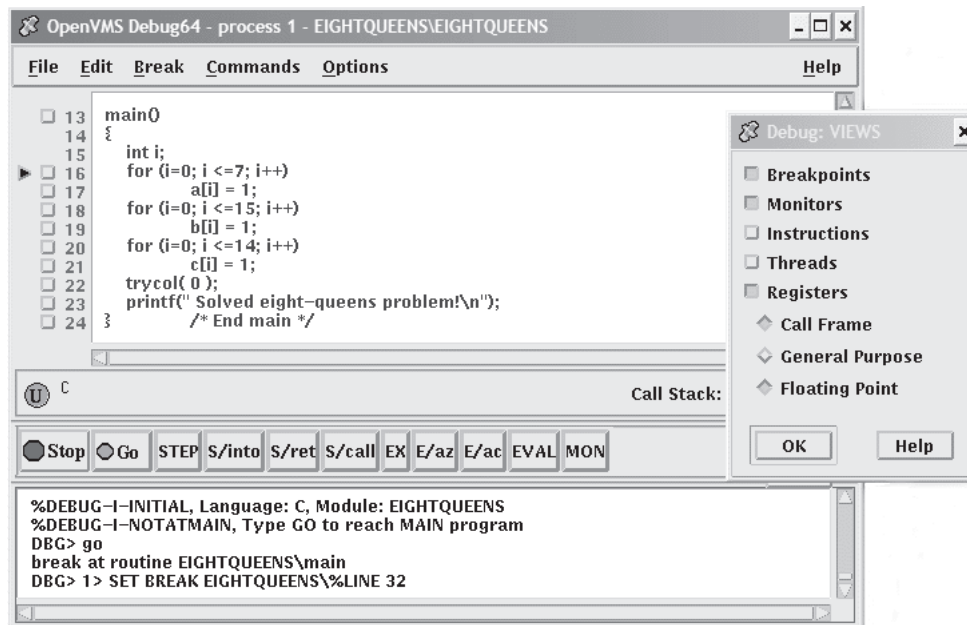 OpenVMS Debug64 - process 1 - EIGHTQUEENS\EIGHTQUEENS
File Edit Break Commands Options Help
13 main()
14 {
15 int i;
16 for (i=0; i <=7; i++)
17 a[i] = 1;
18 for (i=0; i <=15; i++)
19 b[i] = 1;
20 for (i=0; i <=14; i++)
21 c[i] = 1;
22 trycol( 0 );
23 printf(" Solved eight-queens problem!\n");
24 } /* End main */
U C Call Stack:
Stop Go STEP S/into S/ret S/call EX E/az E/ac EVAL MON
%DEBUG-I-INITIAL, Language: C, Module: EIGHTQUEENS
%DEBUG-I-NOTATMAIN, Type GO to reach MAIN program
DBG> go
break at routine EIGHTQUEENS\main
DBG> 1> SET BREAK EIGHTQUEENS\%LINE 32
Debug: VIEWS
Breakpoints
Monitors
Instructions
Threads
Registers
Call Frame
General Purpose
Floating Point
OK Help